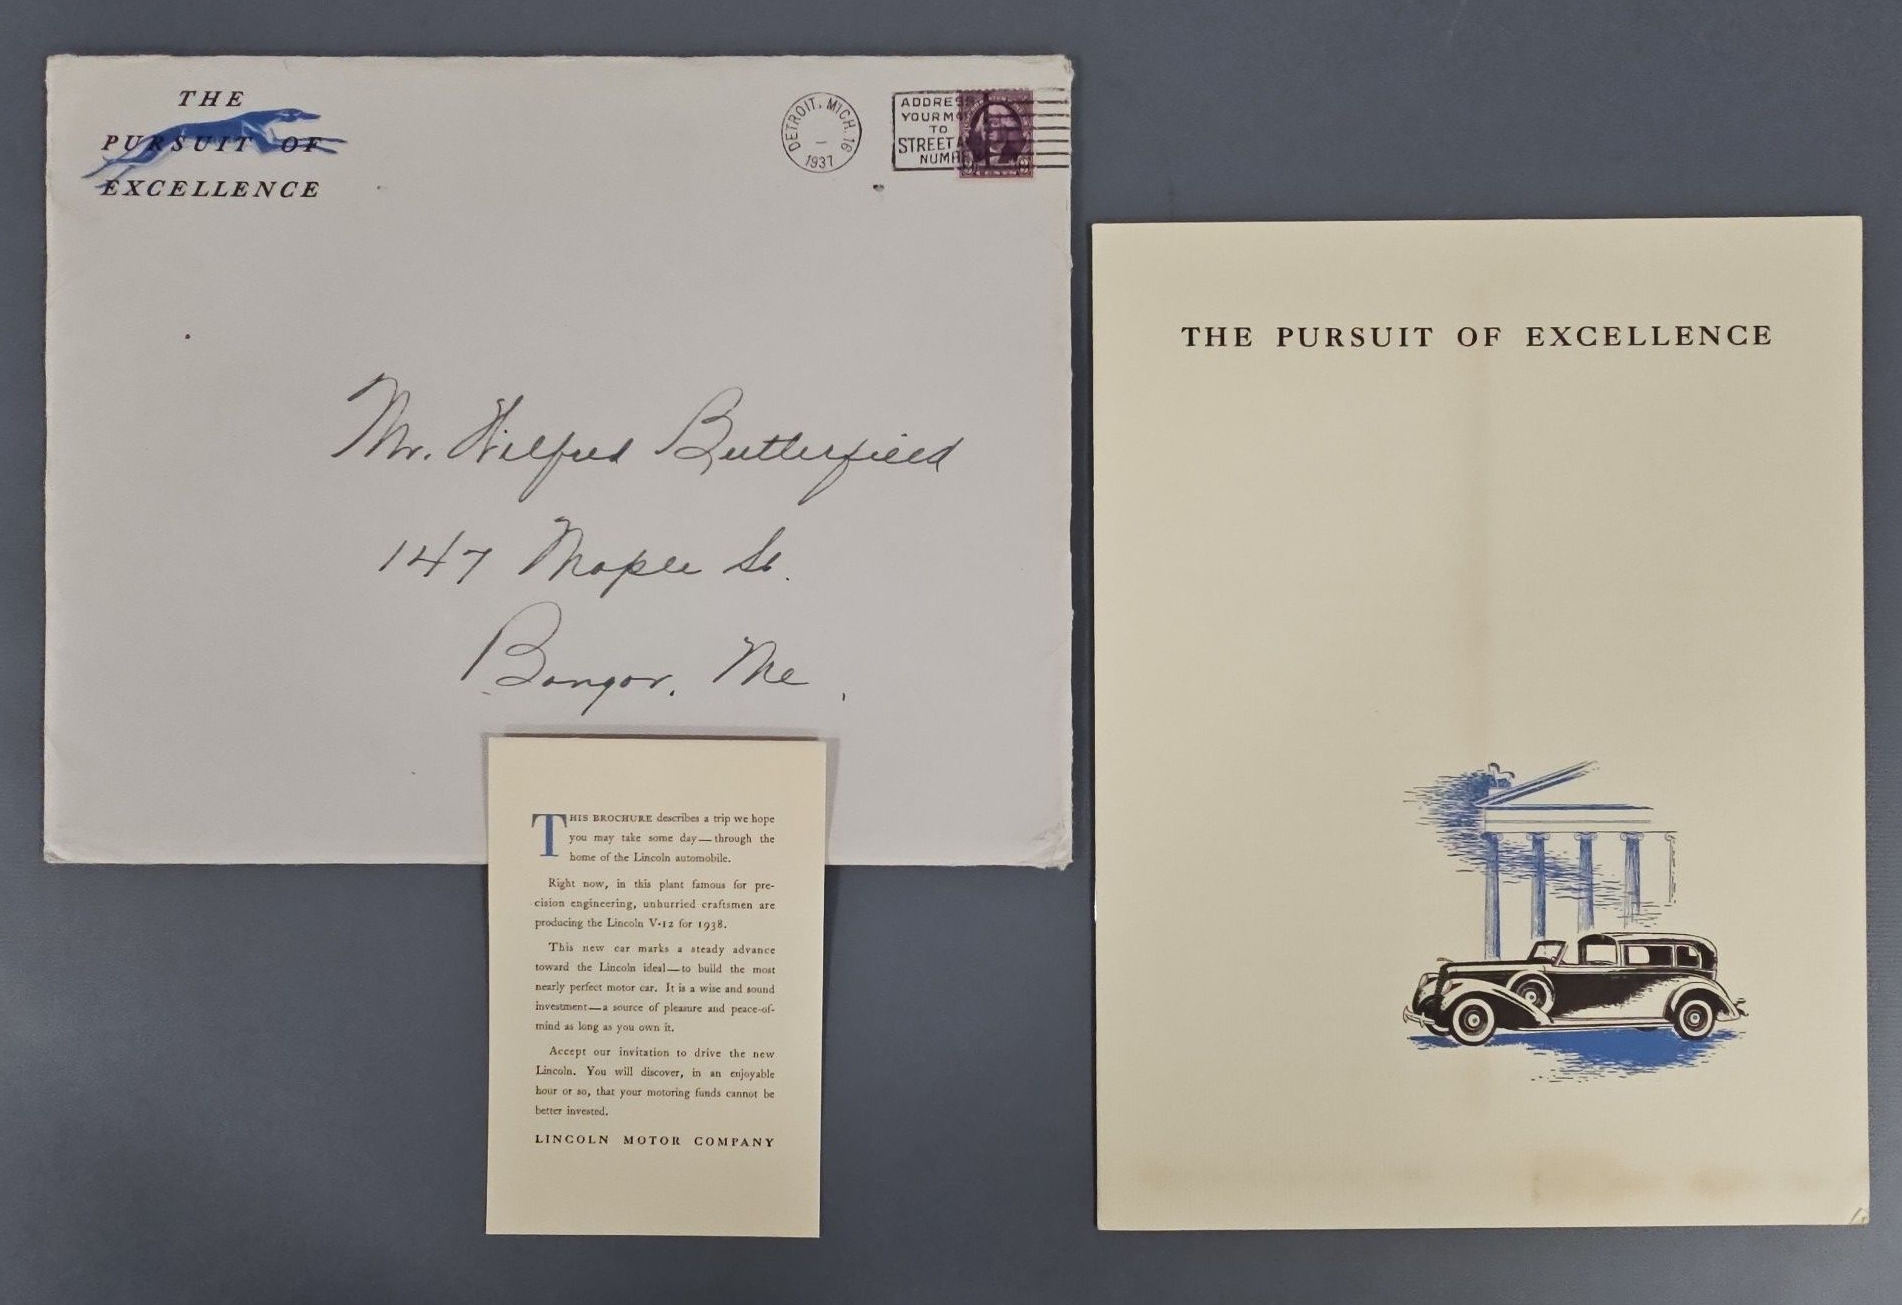 THE
PURSUIT OF
EXCELLENCE
DETROIT, MICH. 16
1937
ADDRESS
YOUR M
TO
STREET A
NUMB
3 3
Mr. Wilfred Butterfield
147 Maple St.
Bangor, Me.
THIS BROCHURE describes a trip we hope
you may take some day—through the
home of the Lincoln automobile.
Right now, in this plant famous for pre-
cision engineering, unhurried craftsmen are
producing the Lincoln V-12 for 1938.
This new car marks a steady advance
toward the Lincoln ideal—to build the most
nearly perfect motor car. It is a wise and sound
investment—a source of pleasure and peace-of-
mind as long as you own it.
Accept our invitation to drive the new
Lincoln. You will discover, in an enjoyable
hour or so, that your motoring funds cannot be
better invested.
LINCOLN MOTOR COMPANY
THE PURSUIT OF EXCELLENCE